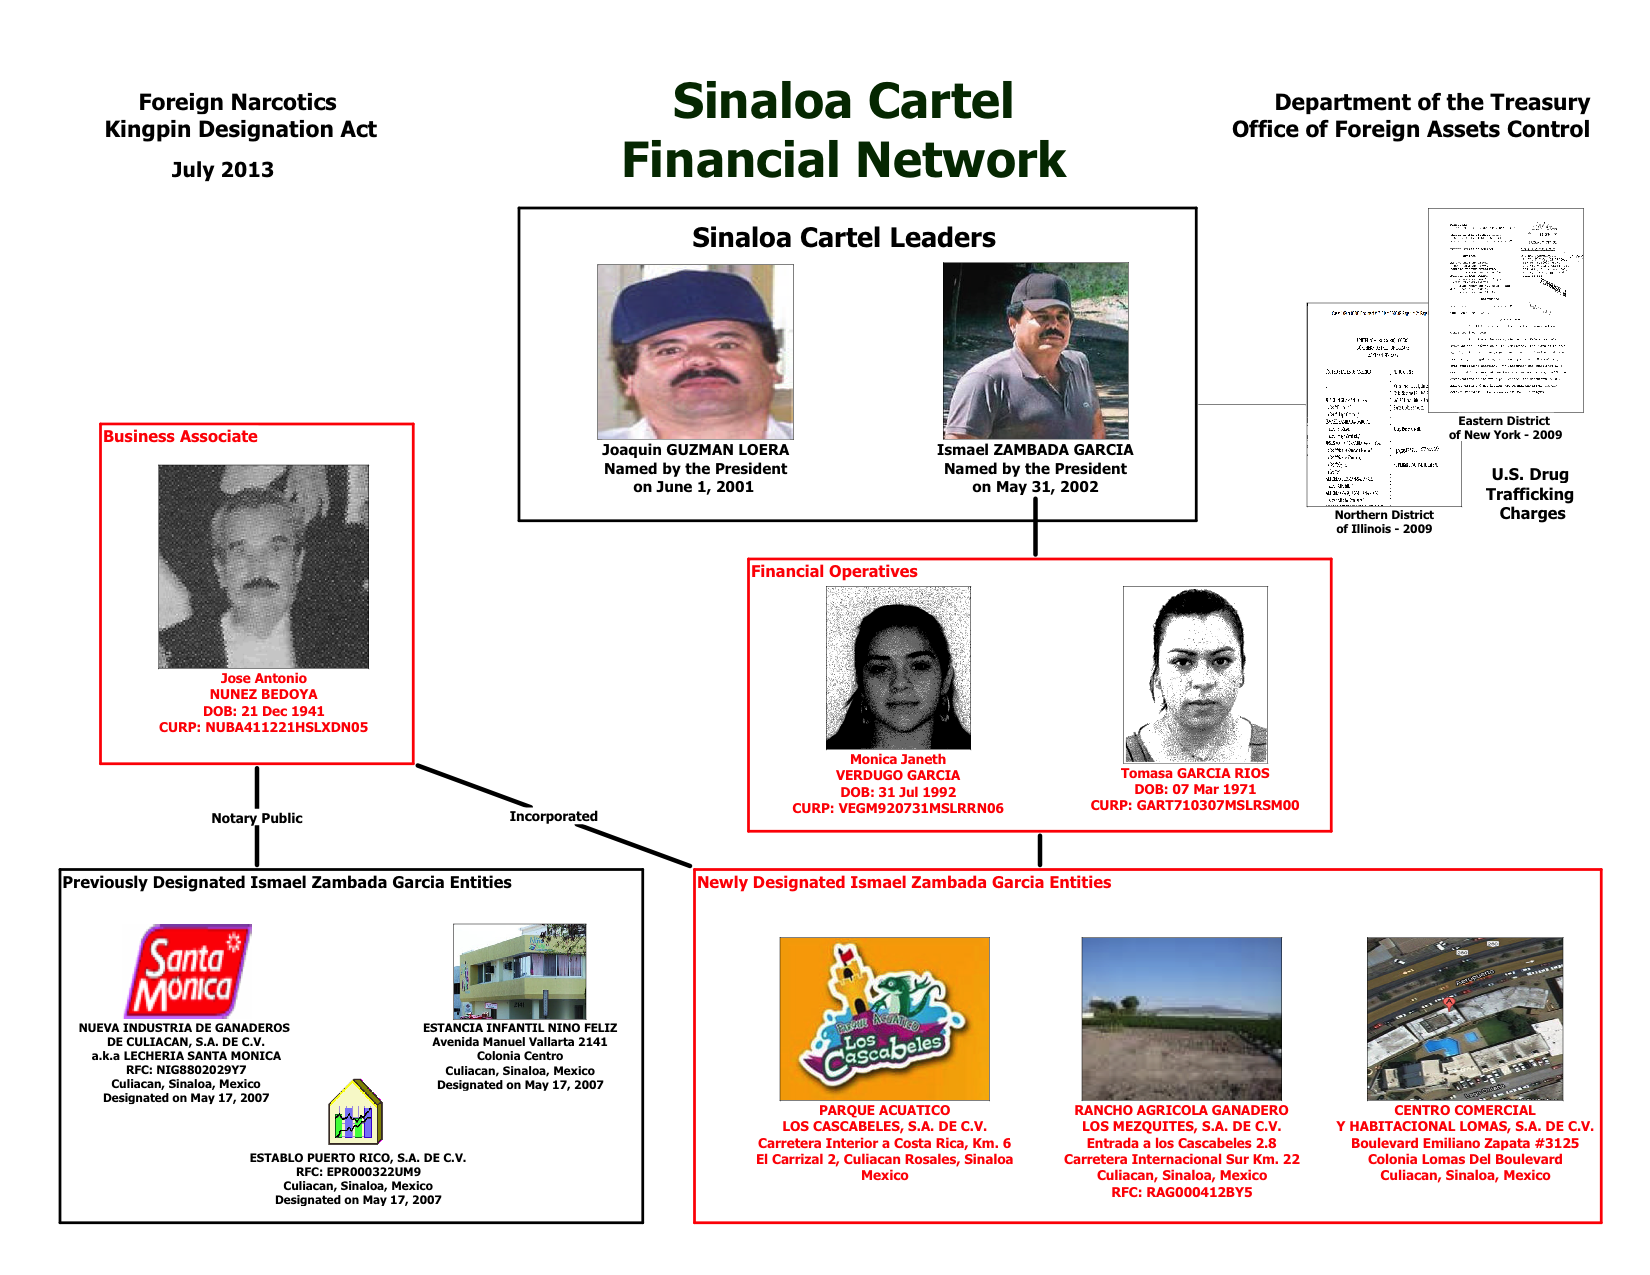 Foreign Narcotics
Kingpin Designation Act
July 2013
Sinaloa Cartel
Financial Network
Department of the Treasury
Office of Foreign Assets Control
Sinaloa Cartel Leaders
Joaquin GUZMAN LOERA
Named by the President
on June 1, 2001
Ismael ZAMBADA GARCIA
Named by the President
on May 31, 2002
Eastern District
of New York - 2009
Northern District
of Illinois - 2009
U.S. Drug
Trafficking
Charges
Business Associate
Jose Antonio
NUNEZ BEDOYA
DOB: 21 Dec 1941
CURP: NUBA411221HSLXDN05
Financial Operatives
Monica Janeth
VERDUGO GARCIA
DOB: 31 Jul 1992
CURP: VEGM920731MSLRRN06
Tomasa GARCIA RIOS
DOB: 07 Mar 1971
CURP: GART710307MSLRSM00
Notary Public
Incorporated
Previously Designated Ismael Zambada Garcia Entities
Santa
Monica
NUEVA INDUSTRIA DE GANADEROS
DE CULIACAN, S.A. DE C.V.
a.k.a LECHERIA SANTA MONICA
RFC: NIG8802029Y7
Culiacan, Sinaloa, Mexico
Designated on May 17, 2007
ESTANCIA INFANTIL NINO FELIZ
Avenida Manuel Vallarta 2141
Colonia Centro
Culiacan, Sinaloa, Mexico
Designated on May 17, 2007
ESTABLO PUERTO RICO, S.A. DE C.V.
RFC: EPR000322UM9
Culiacan, Sinaloa, Mexico
Designated on May 17, 2007
Newly Designated Ismael Zambada Garcia Entities
PARQUE ACUATICO
Los
Cascabeles
PARQUE ACUATICO
LOS CASCABELES, S.A. DE C.V.
Carretera Interior a Costa Rica, Km. 6
El Carrizal 2, Culiacan Rosales, Sinaloa
Mexico
RANCHO AGRICOLA GANADERO
LOS MEZQUITES, S.A. DE C.V.
Entrada a los Cascabeles 2.8
Carretera Internacional Sur Km. 22
Culiacan, Sinaloa, Mexico
RFC: RAG000412BY5
CENTRO COMERCIAL
Y HABITACIONAL LOMAS, S.A. DE C.V.
Boulevard Emiliano Zapata #3125
Colonia Lomas Del Boulevard
Culiacan, Sinaloa, Mexico